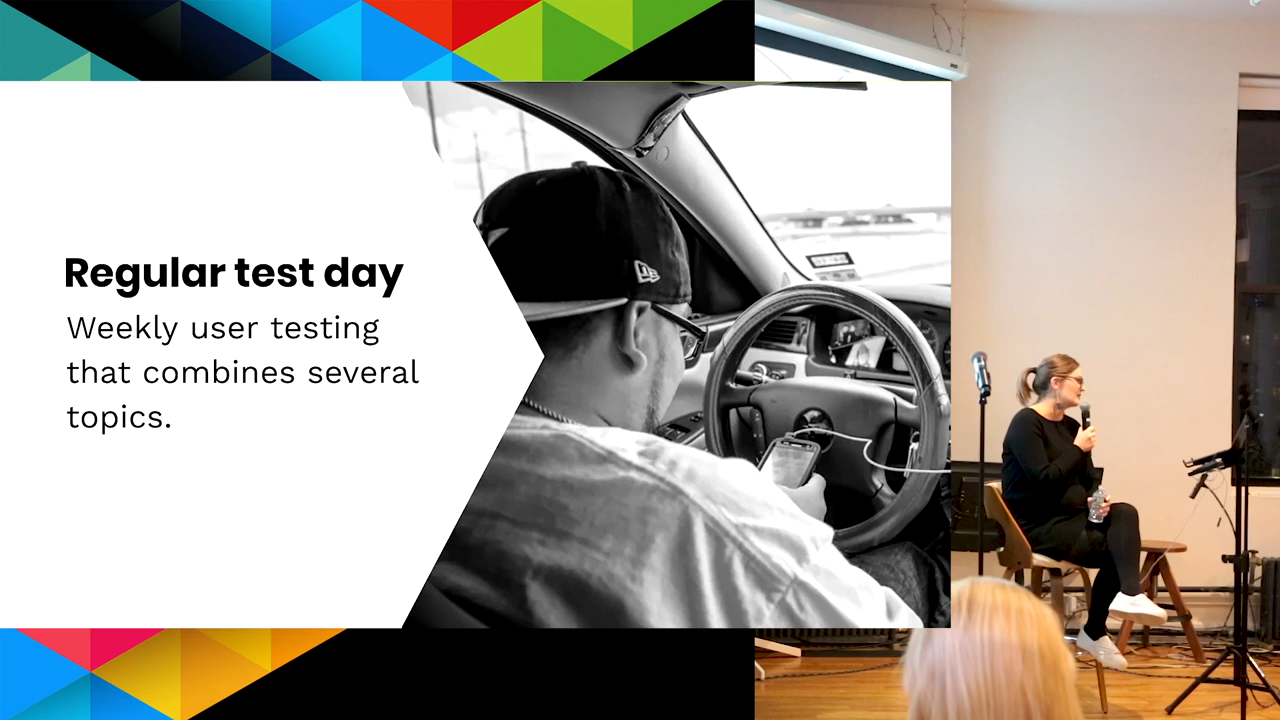 Regular test day
Weekly user testing
that combines several
topics.